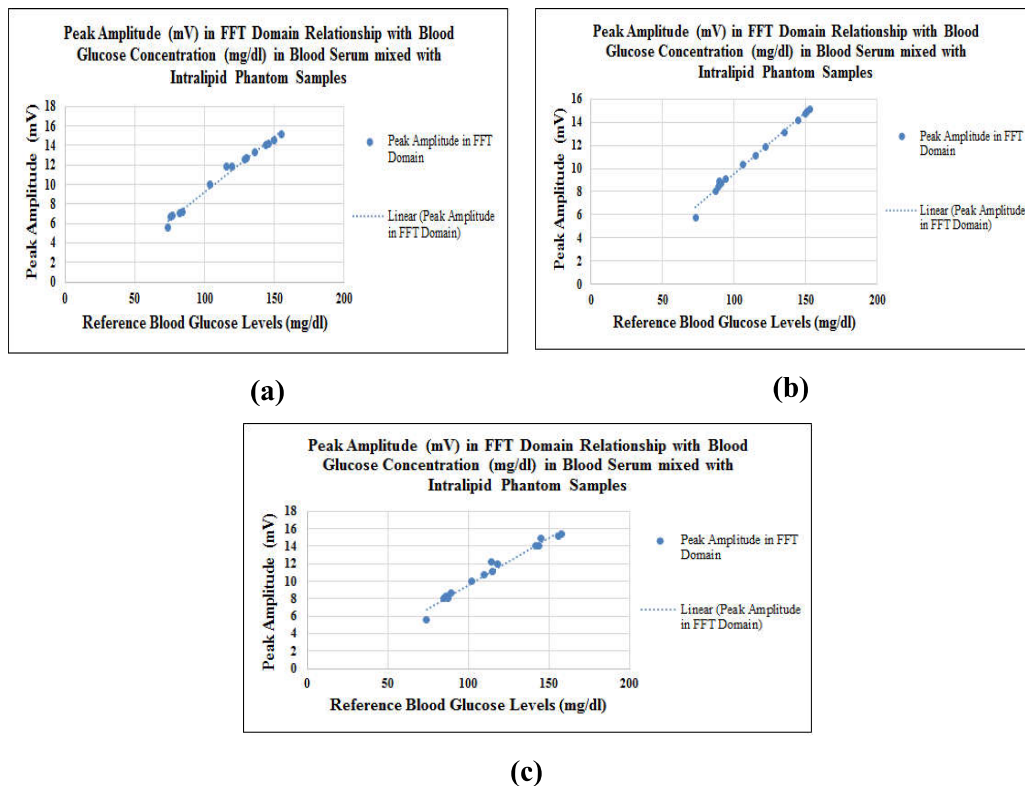 Peak Amplitude (mV) in FFT Domain Relationship with Blood
Glucose Concentration (mg/dl) in Blood Serum mixed with
Intralipid Phantom Samples
Peak Amplitude (mV)
18
16
14
12
10
8
6
4
2
0
0
50
100
150
200
Reference Blood Glucose Levels (mg/dl)
Peak Amplitude in FFT
Domain
Linear (Peak Amplitude
in FFT Domain)
(a)
Peak Amplitude (mV) in FFT Domain Relationship with Blood
Glucose Concentration (mg/dl) in Blood Serum mixed with
Intralipid Phantom Samples
Peak Amplitude (mV)
16
14
12
10
8
6
4
2
0
0
50
100
150
200
Reference Blood Glucose Levels (mg/dl)
Peak Amplitude in FFT
Domain
Linear (Peak Amplitude
in FFT Domain)
(b)
Peak Amplitude (mV) in FFT Domain Relationship with Blood
Glucose Concentration (mg/dl) in Blood Serum mixed with
Intralipid Phantom Samples
Peak Amplitude (mV)
18
16
14
12
10
8
6
4
2
0
0
50
100
150
200
Reference Blood Glucose Levels (mg/dl)
Peak Amplitude in FFT
Domain
Linear (Peak Amplitude
in FFT Domain)
(c)